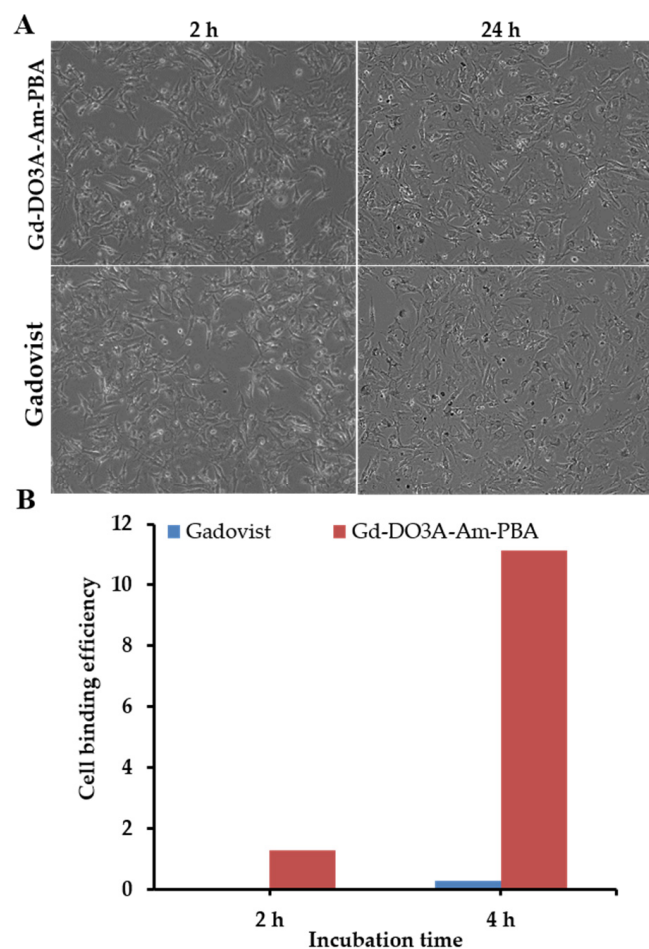 A
2 h 24 h
Gd-DO3A-Am-PBA
Gadovist
B
Gadovist Gd-DO3A-Am-PBA
Cell binding efficiency
12
10
8
6
4
2
0
2 h 4 h
Incubation time